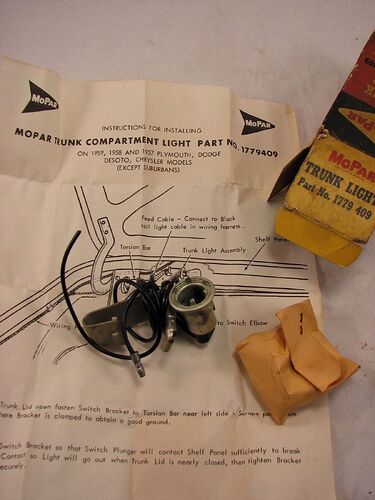 MOPAR
MOPAR
INSTRUCTIONS FOR INSTALLING
MOPAR TRUNK COMPARTMENT LIGHT PART NO. 1779409
ON 1959, 1958 AND 1957 PLYMOUTH, DODGE
DESOTO, CHRYSLER MODELS
(EXCEPT SUBURBANS)
Feed Cable - Connect to Black
tail light cable in wiring harness.
Torsion Bar
Trunk Light Assembly
Shelf Panel
Wiring
to Switch Elbow
Trunk Lid open fasten Switch Bracket to Torsion Bar near left side - Scrape
here Bracket is clamped to obtain a good ground.
Switch Bracket so that Switch Plunger will contact Shelf Panel sufficiently to break
Contact so Light will go out when Trunk Lid is nearly closed, then tighten Bracket
securely.
MOPAR
TRUNK LIGHT
Part No. 1779 409